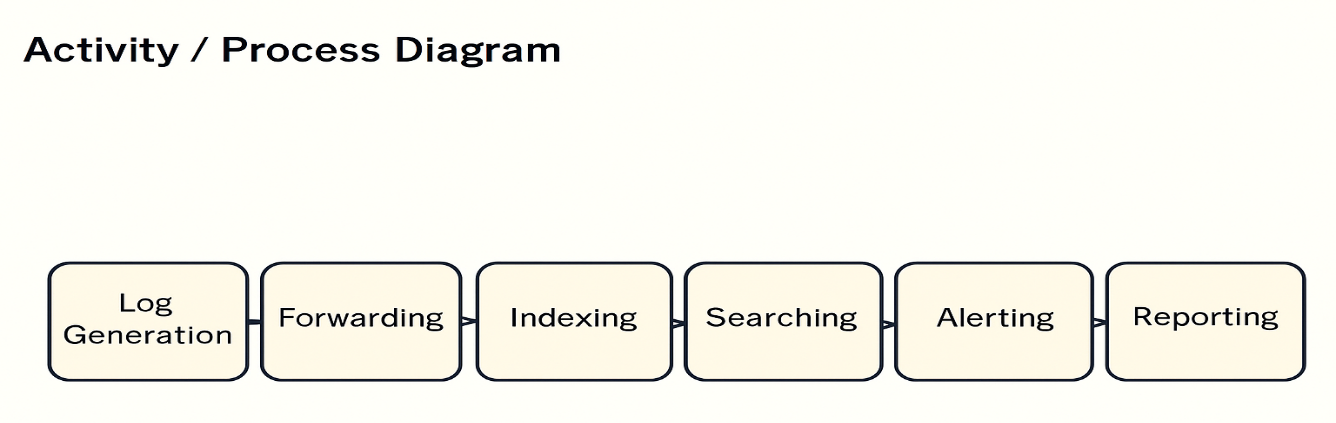 Activity / Process Diagram
Log
Generation
Forwarding
Indexing
Searching
Alerting
Reporting